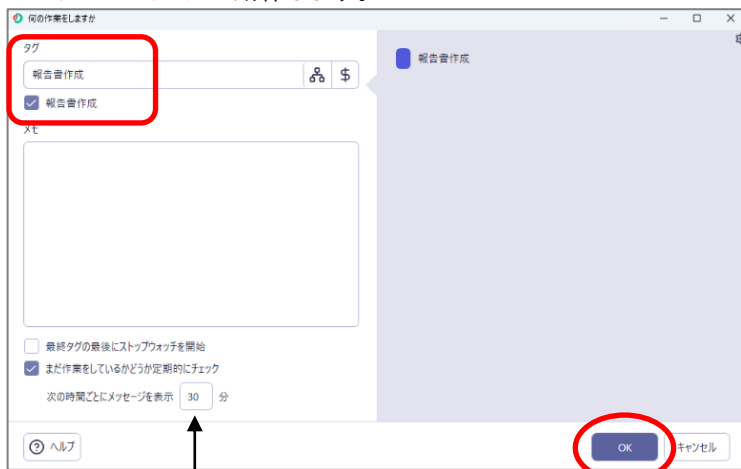 何の作業をしますか
タグ
報告書作成
$
報告書作成
メモ
最終タグの最後にストップウォッチを開始
まだ作業をしているかどうか定期的にチェック
次の時間ごとにメッセージを表示 30 分
ヘルプ
報告書作成
OK
キャンセル